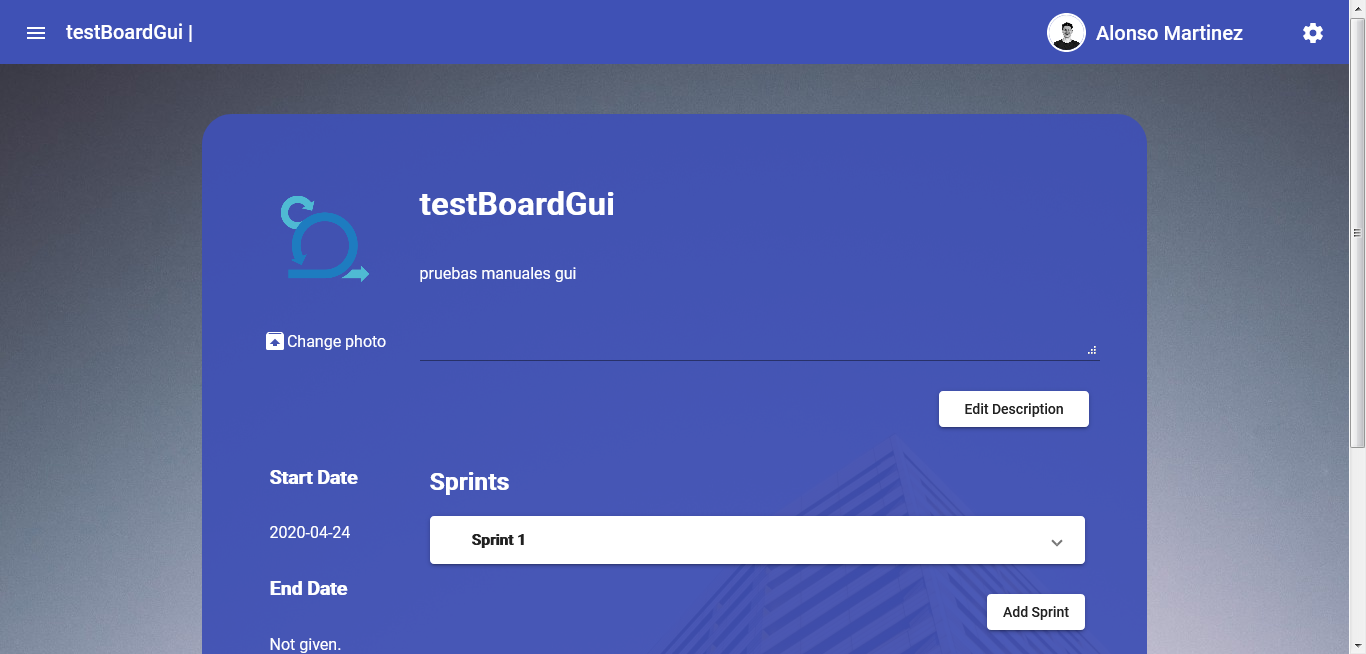 testBoardGui |
Alonso Martinez
testBoardGui
pruebas manuales gui
Change photo
Edit Description
Start Date
2020-04-24
End Date
Not given.
Sprints
Sprint 1
Add Sprint